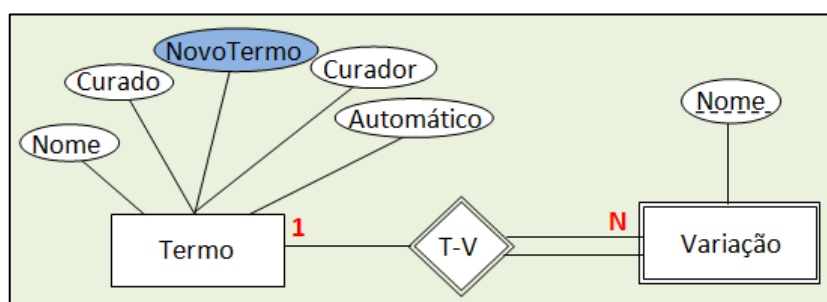 NovoTermo
Curado
Curador
Nome
Automático
Nome
Termo
1
T-V
N
Variação